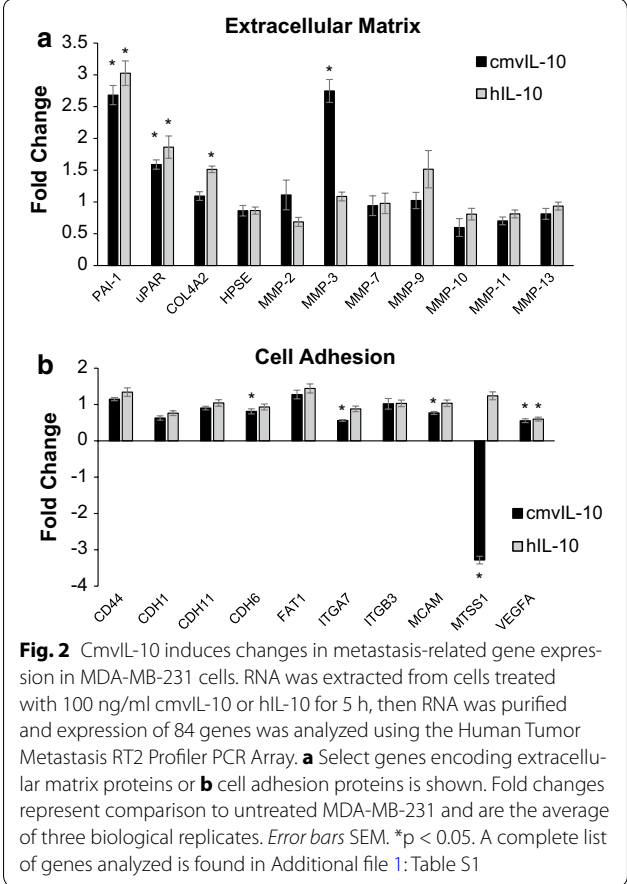 a
Extracellular Matrix
Fold Change
3.5
3
2.5
2
1.5
1
0.5
0
* * * * * *
cmvIL-10
hIL-10
PAI-1
uPAR
COL4A2
HPSE
MMP-2
MMP-3
MMP-7
MMP-9
MMP-10
MMP-11
MMP-13
b
Cell Adhesion
Fold Change
2
1
0
-1
-2
-3
-4
* * * * * *
cmvIL-10
hIL-10
CD44
CDH1
CDH11
CDH6
FAT1
ITGA7
ITGB3
MCAM
MTSS1
VEGFA
Fig. 2 CmvIL-10 induces changes in metastasis-related gene expres-
sion in MDA-MB-231 cells. RNA was extracted from cells treated
with 100 ng/ml cmvIL-10 or hIL-10 for 5 h, then RNA was purified
and expression of 84 genes was analyzed using the Human Tumor
Metastasis RT2 Profiler PCR Array. a Select genes encoding extracellu-
lar matrix proteins or b cell adhesion proteins is shown. Fold changes
represent comparison to untreated MDA-MB-231 and are the average
of three biological replicates. Error bars SEM. *p < 0.05. A complete list
of genes analyzed is found in Additional file 1: Table S1